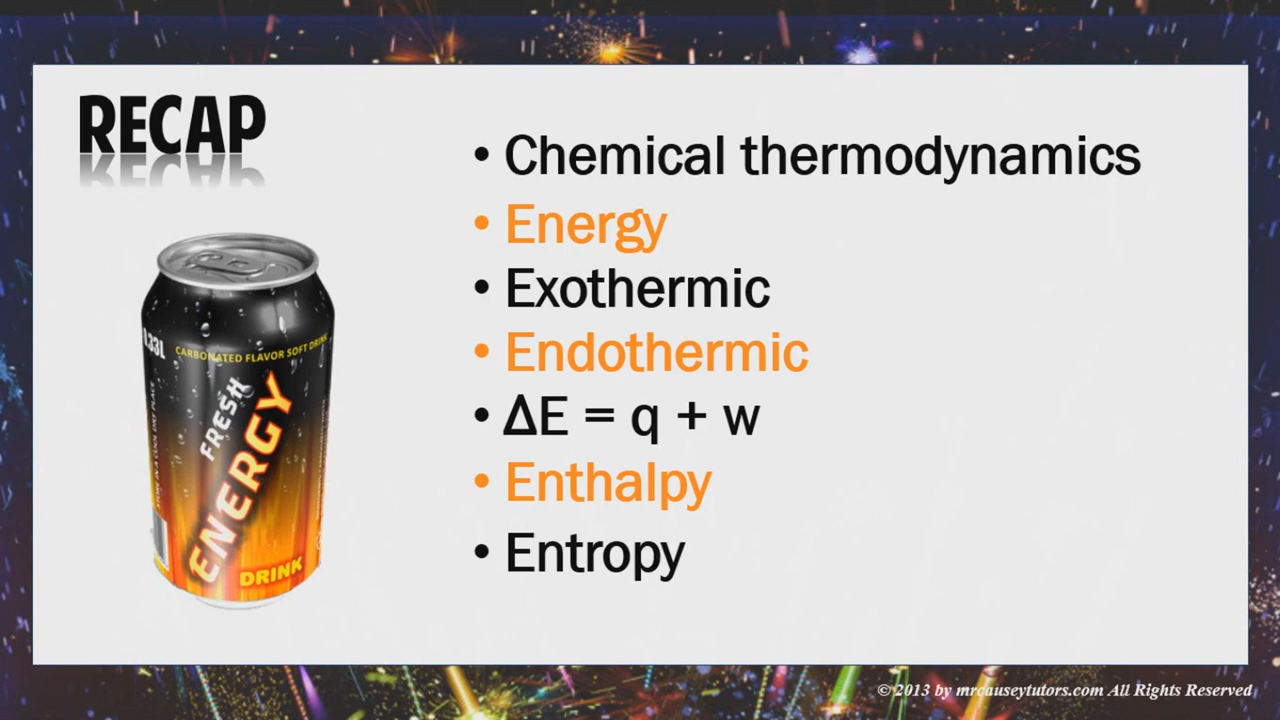 RECAP
• Chemical thermodynamics
• Energy
• Exothermic
• Endothermic
• ΔE = q + w
• Enthalpy
• Entropy
0.33L
CARBONATED FLAVOR SOFT DRINK
FRESH
ENERGY
DRINK
© 2013 by mrcauseytutors.com All Rights Reserved